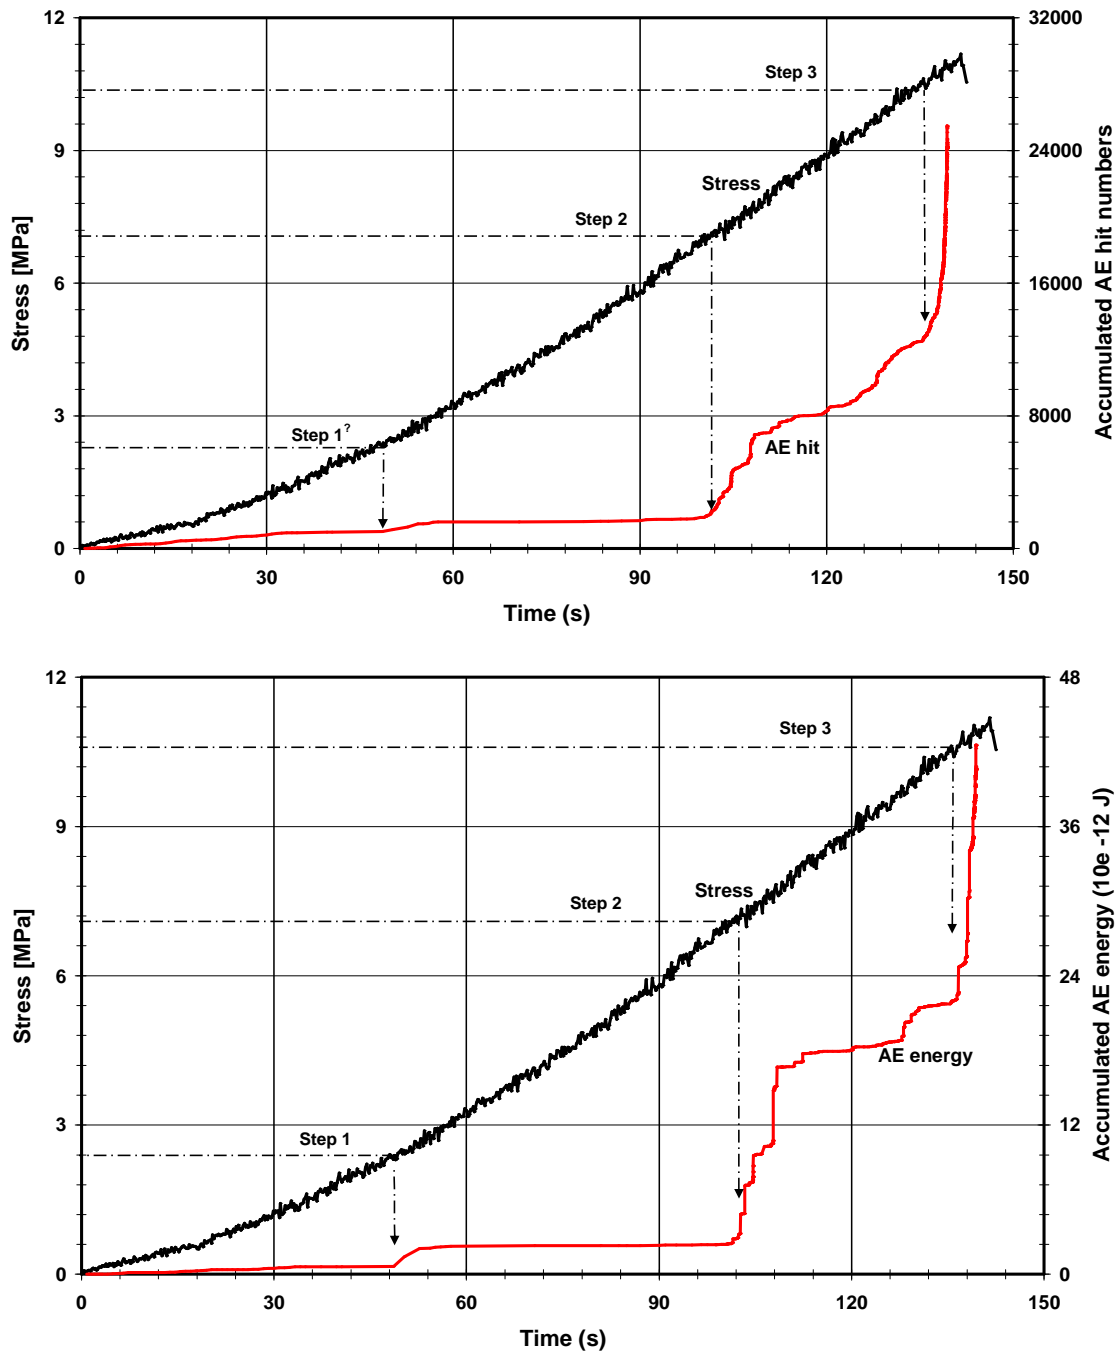 12
32000
Step 3
9
24000
Stress
Step 2
6
16000
Stress [MPa]
Accumulated AE hit numbers
Step 1?
3
8000
AE hit
0
0
0
30
60
90
120
150
Time (s)
12
48
Step 3
9
36
Stress
Step 2
6
24
Stress [MPa]
Accumulated AE energy (10e -12 J)
AE energy
Step 1
3
12
0
0
0
30
60
90
120
150
Time (s)